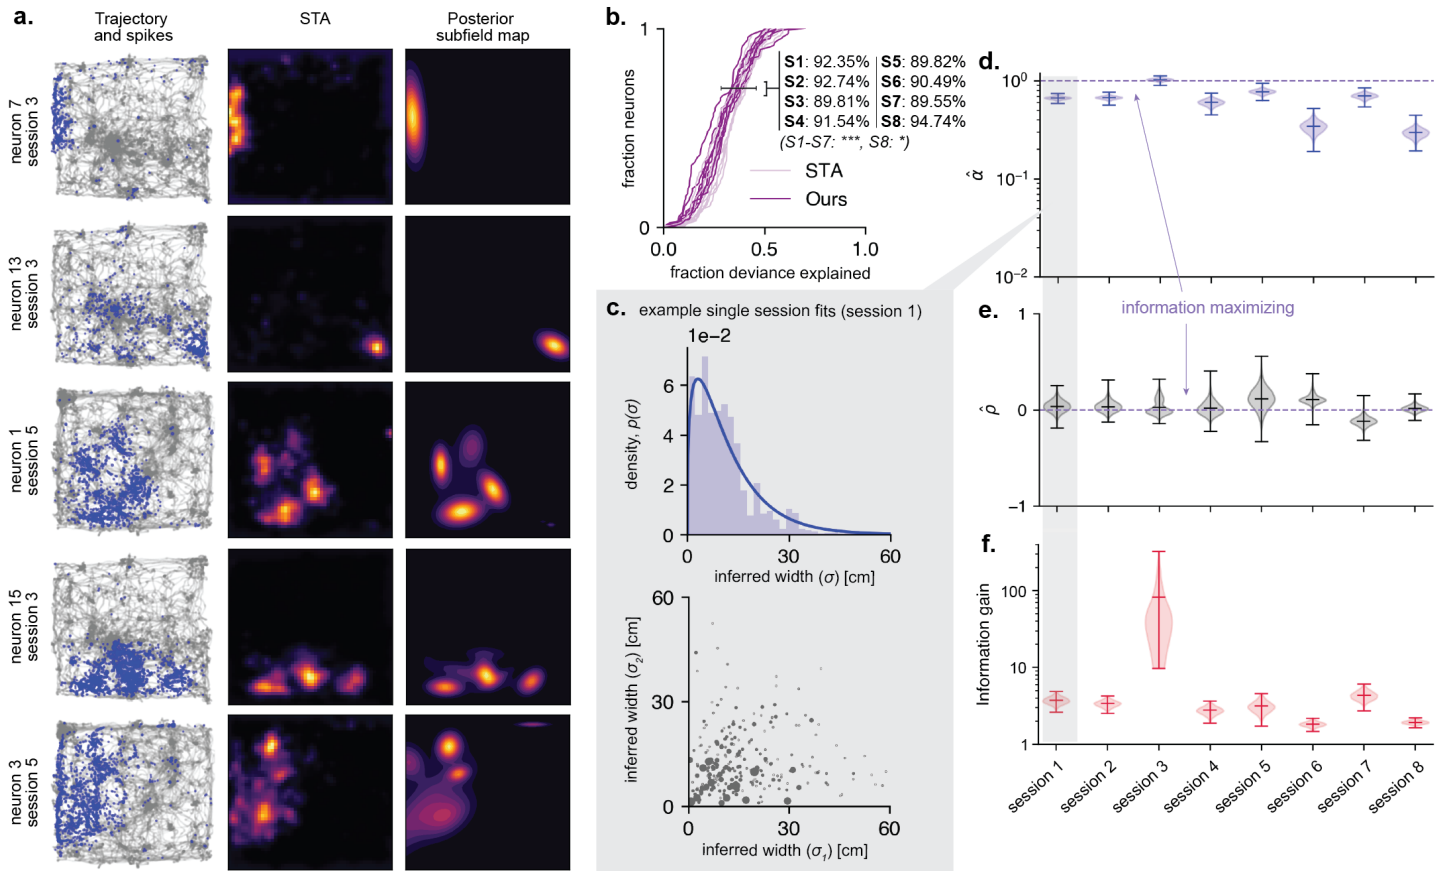 a.
Trajectory
and spikes
STA
Posterior
subfield map
neuron 7
session 3
neuron 13
session 3
neuron 1
session 5
neuron 15
session 3
neuron 3
session 5
b.
fraction neurons
1
0
0.0
0.5
1.0
fraction deviance explained
S1: 92.35%
S2: 92.74%
S3: 89.81%
S4: 91.54%
S5: 89.82%
S6: 90.49%
S7: 89.55%
S8: 94.74%
(S1-S7: ***, S8: *)
STA
Ours
c.
example single session fits (session 1)
1e−2
density, p(σ)
6
4
2
0
0
30
60
inferred width (σ) [cm]
inferred width (σ₂) [cm]
60
30
0
0
30
60
inferred width (σ₁) [cm]
d.
α̂
10⁰
10⁻¹
10⁻²
information maximizing
e.
ρ̂
1
0
−1
f.
Information gain
100
10
1
session 1
session 2
session 3
session 4
session 5
session 6
session 7
session 8